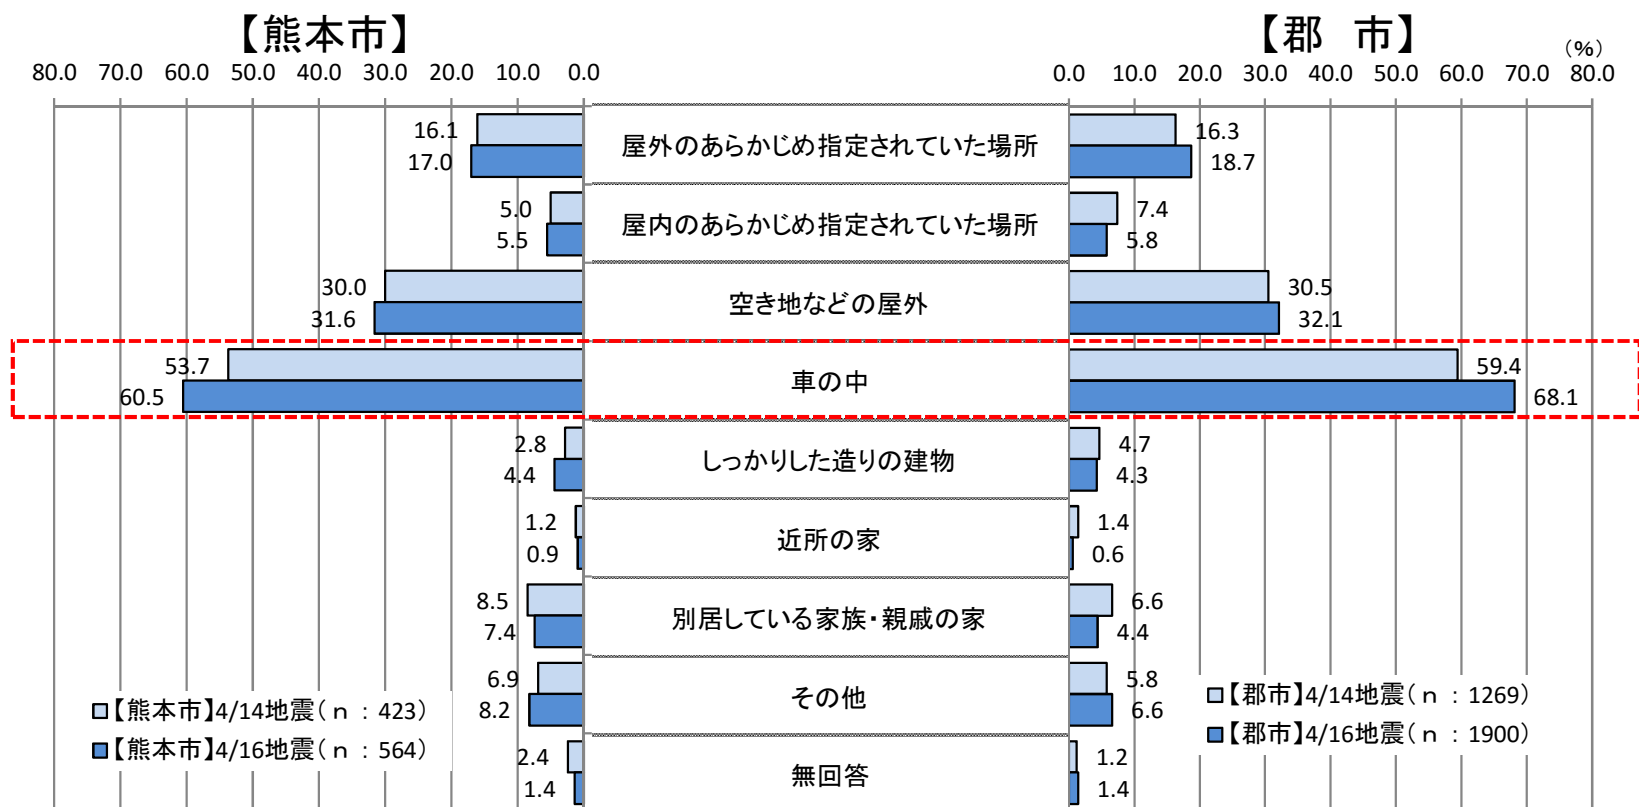 【熊本市】
【郡　市】
（%）
80.0 70.0 60.0 50.0 40.0 30.0 20.0 10.0 0.0
0.0 10.0 20.0 30.0 40.0 50.0 60.0 70.0 80.0
16.1 屋外のあらかじめ指定されていた場所 16.3
17.0 18.7
5.0 屋内のあらかじめ指定されていた場所 7.4
5.5 5.8
30.0 空き地などの屋外 30.5
31.6 32.1
53.7 車の中 59.4
60.5 68.1
2.8 しっかりした造りの建物 4.7
4.4 4.3
1.2 近所の家 1.4
0.9 0.6
8.5 別居している家族・親戚の家 6.6
7.4 4.4
6.9 その他 5.8
8.2 6.6
2.4 無回答 1.2
1.4 1.4
【熊本市】4/14地震（ｎ：423）
【熊本市】4/16地震（ｎ：564）
【郡市】4/14地震（ｎ：1269）
【郡市】4/16地震（ｎ：1900）